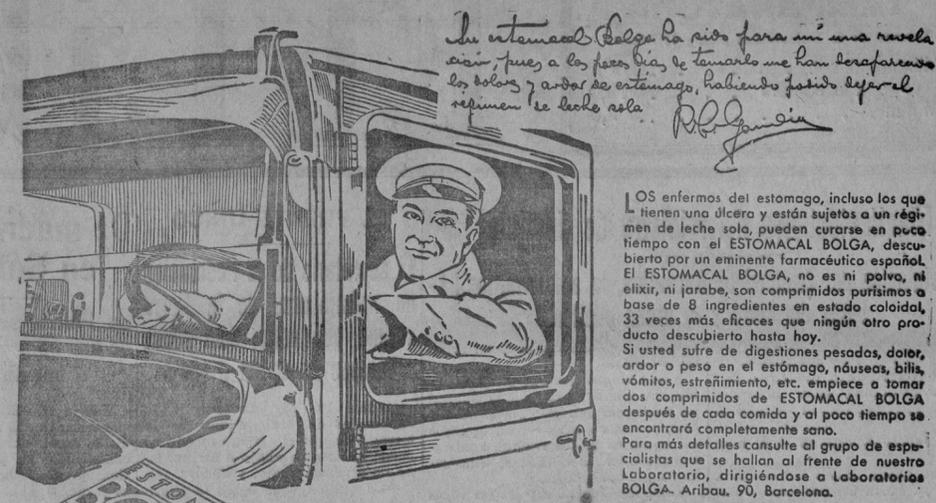 Su estomacal Bolga ha sido para mi una revela
cion, pues a los pocos dias de tomarlo me han desaparecido
los dolores y ardor de estomago, habiendo podido dejar el
regimen de leche sola
LOS enfermos del estomago, incluso los que
tienen una úlcera y están sujetos a un régi-
men de leche sola, pueden curarse en poco
tiempo con el ESTOMACAL BOLGA, descu-
bierto por un eminente farmacéutico español.
El ESTOMACAL BOLGA, no es ni polvo, ni
elixir, ni jarabe, son comprimidos purísimos a
base de 8 ingredientes en estado coloidal,
33 veces más eficaces que ningún otro pro-
ducto descubierto hasta hoy.
Si usted sufre de digestiones pesadas, dolor,
ardor o peso en el estómago, náuseas, bilis,
vómitos, estreñimiento, etc. empiece a tomar
dos comprimidos de ESTOMACAL BOLGA
después de cada comida y al poco tiempo se
encontrará completamente sano.
Para más detalles consulte al grupo de espe-
cialistas que se hallan al frente de nuestro
Laboratorio, dirigiéndose a Laboratorios
BOLGA. Aribau. 90, Barcelona.